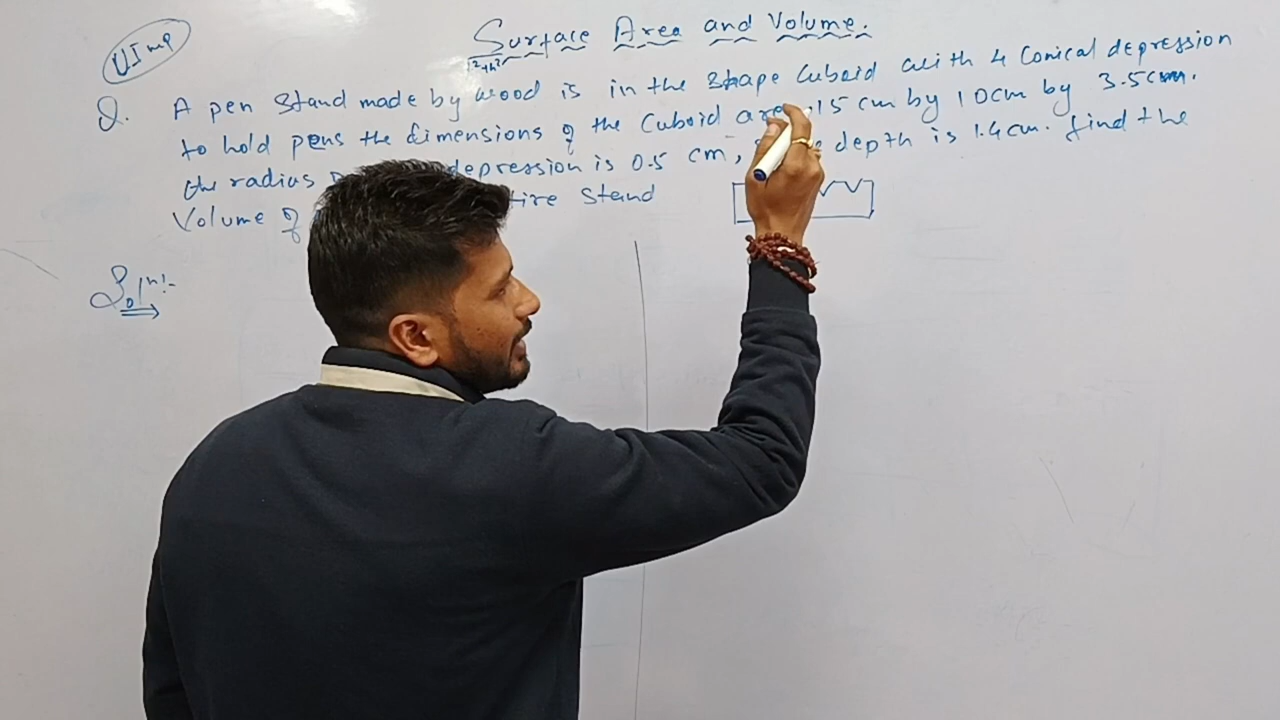 Surface Area and Volume.
VImp
Q. A pen Stand made by wood is in the Shape Cuboid with 4 Conical depression
to hold pens the dimensions of the Cuboid are 15 cm by 10cm by 3.5cm.
the radius depression is 0.5 cm, depth is 1.4cm. find the
Volume of tire Stand
Soln:-